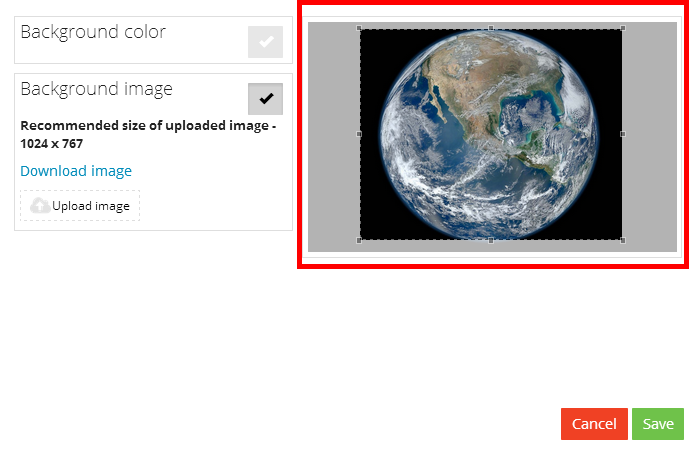 Background color
Background image
Recommended size of uploaded image -
1024 x 767
Download image
Upload image
Cancel
Save